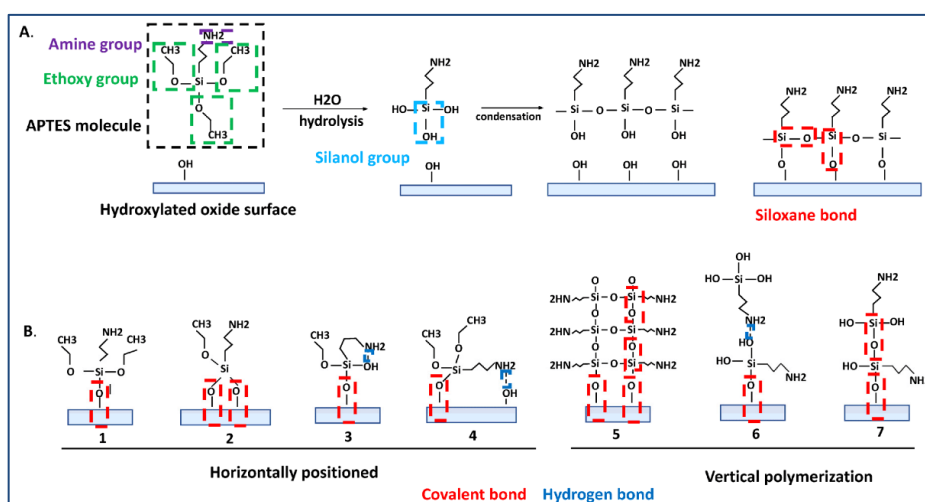 A.
Amine group
Ethoxy group
APTES molecule
NH2
CH3
CH3
Si
O
O
O
CH3
OH
Hydroxylated oxide surface
H2O
hydrolysis
NH2
HO
Si
OH
OH
Silanol group
OH
condensation
NH2
NH2
NH2
Si
O
Si
O
Si
OH
OH
OH
OH
OH
OH
NH2
NH2
NH2
Si
O
Si
O
Si
O
O
O
Siloxane bond
B.
CH3
NH2
CH3
O
Si
O
O
1
CH3
NH2
O
Si
O
O
2
CH3
O
NH2
Si
OH
O
3
CH3
CH3
O
O
Si
NH2
O
OH
4
Horizontally positioned
O
O
2HN
Si
O
Si
NH2
O
O
2HN
Si
O
Si
NH2
O
O
2HN
Si
O
Si
NH2
O
O
5
OH
HO
Si
OH
NH2
HO
HO
Si
NH2
O
6
NH2
HO
Si
OH
O
HO
Si
NH
O
7
Vertical polymerization
Covalent bond
Hydrogen bond